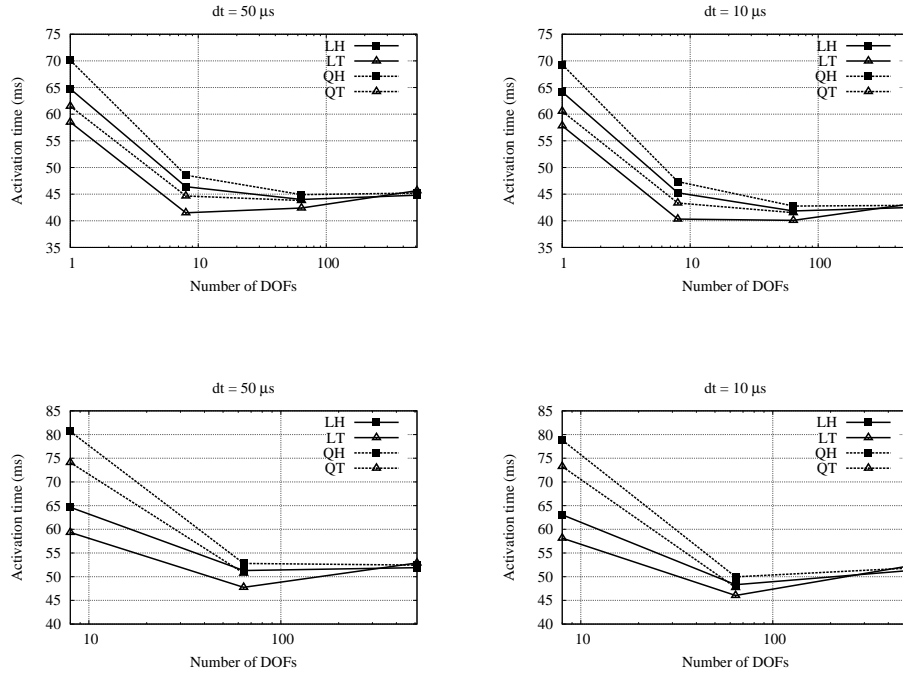 dt = 50 μs
75
70
65
60
55
50
45
40
35
1
10
100
Activation time (ms)
Number of DOFs
LH
LT
QH
QT
dt = 10 μs
75
70
65
60
55
50
45
40
35
1
10
100
Activation time (ms)
Number of DOFs
LH
LT
QH
QT
dt = 50 μs
85
80
75
70
65
60
55
50
45
40
10
100
Activation time (ms)
Number of DOFs
LH
LT
QH
QT
dt = 10 μs
85
80
75
70
65
60
55
50
45
40
10
100
Activation time (ms)
Number of DOFs
LH
LT
QH
QT